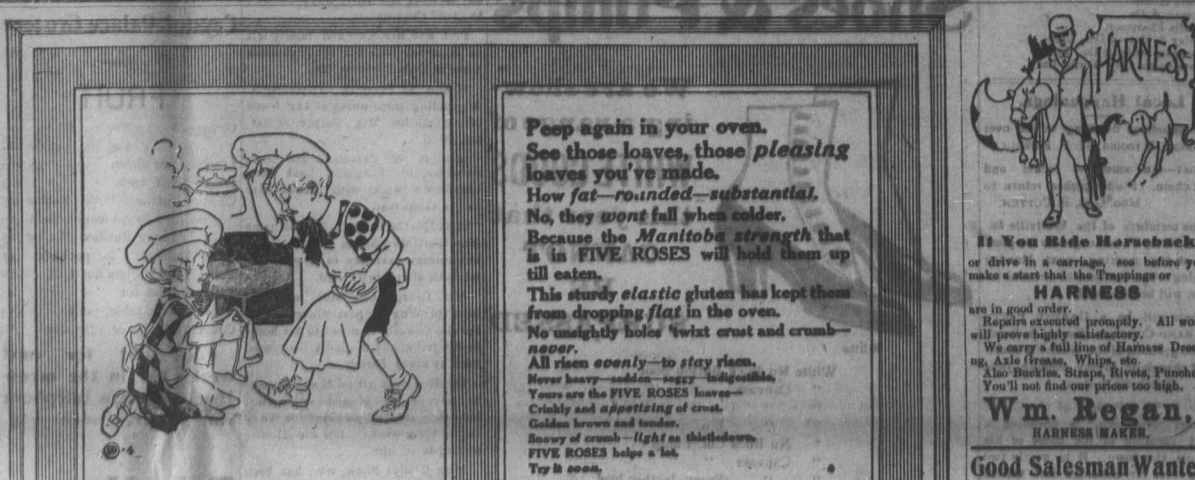 Peep again in your oven.
See those loaves, those pleasing
loaves you've made.
How fat—rounded—substantial.
No, they wont fall when colder.
Because the Manitoba strength that
is in FIVE ROSES will hold them up
till eaten.
This sturdy elastic gluten has kept them
from dropping flat in the oven.
No unsightly holes 'twixt crust and crumb—
never.
All risen evenly—to stay risen.
Never heavy—sodden—soggy—indigestible.
Yours are the FIVE ROSES loaves—
Crinkly and appetizing of crust.
Golden brown and tender.
Snowy of crumb—light as thistledown.
FIVE ROSES helps a lot.
Try it soon.
HARNESS
If You Ride Horseback
or drive in a carriage, see before
make a start that the Trappings or
HARNESS
are in good order.
Repairs executed promptly. All
will prove highly satisfactory.
We carry a full line of Harness
Axle Grease, Whips, etc
Also Buckles, Straps, Rivets,
You'll not find our prices too high.
Wm. Regan,
HARNESS MAKER.
Good Salesman